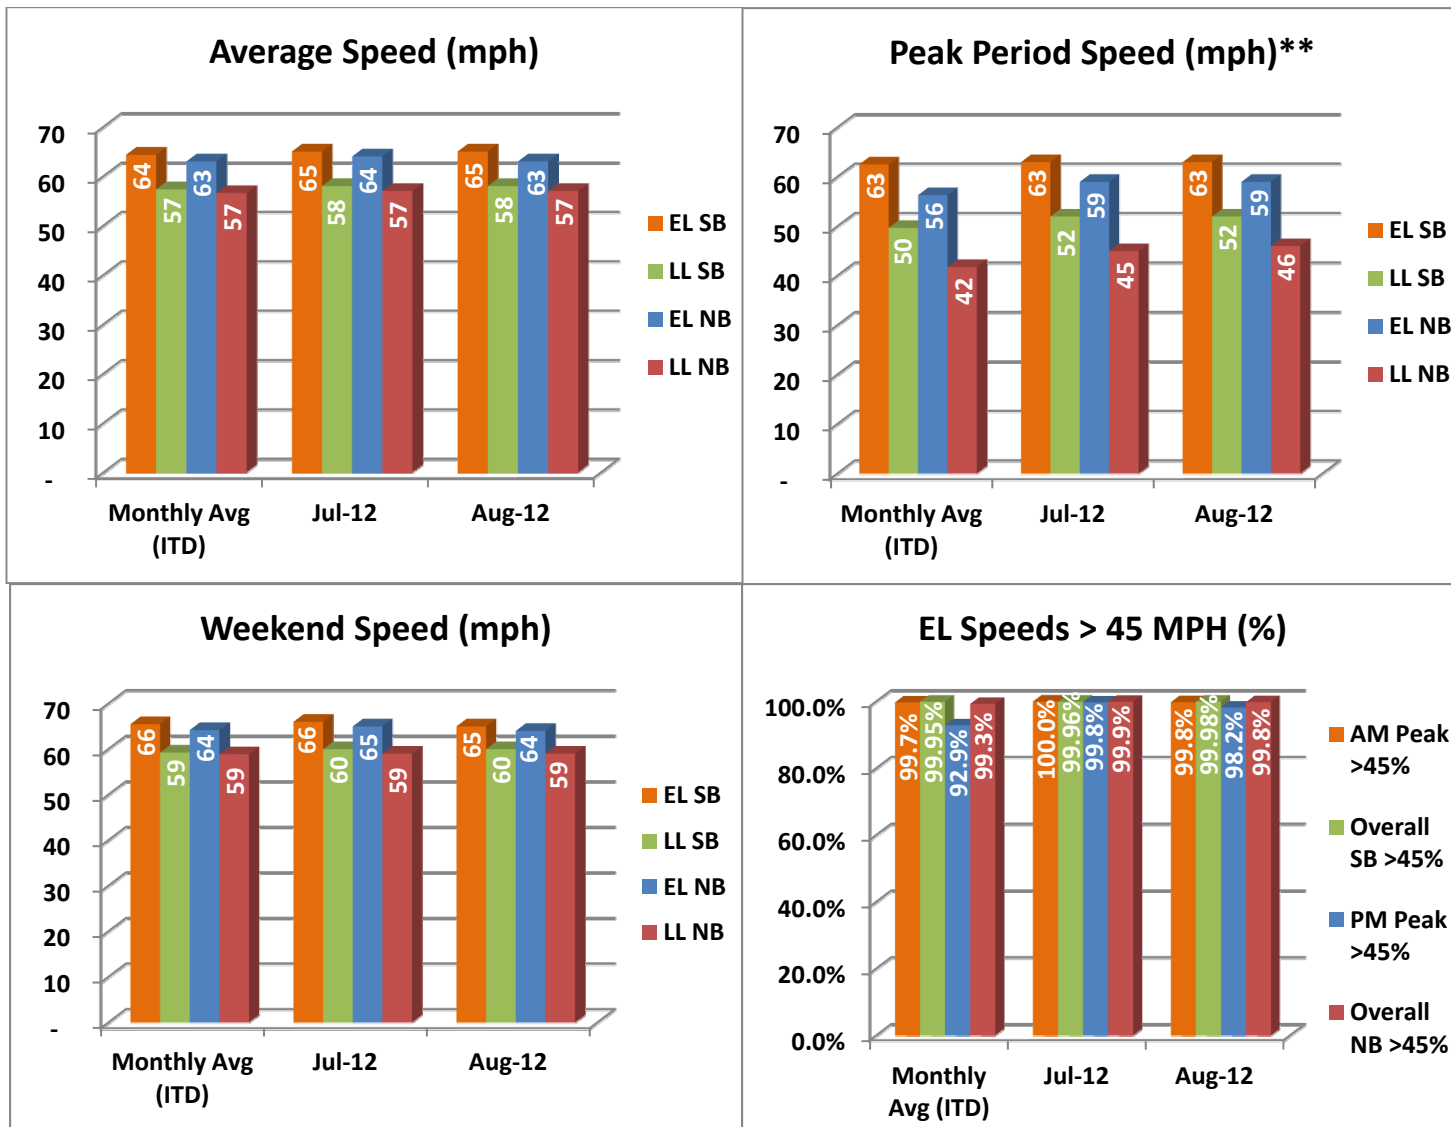 Average Speed (mph)
70
60
50
40
30
20
10
-
64
57
63
57
65
58
64
57
65
58
63
57
Monthly Avg
(ITD)
Jul-12
Aug-12
EL SB
LL SB
EL NB
LL NB
Peak Period Speed (mph)**
70
60
50
40
30
20
10
-
63
50
56
42
63
52
59
45
63
52
59
46
Monthly Avg
(ITD)
Jul-12
Aug-12
EL SB
LL SB
EL NB
LL NB
Weekend Speed (mph)
70
60
50
40
30
20
10
-
66
59
64
59
66
60
65
59
65
60
64
59
Monthly Avg
(ITD)
Jul-12
Aug-12
EL SB
LL SB
EL NB
LL NB
EL Speeds > 45 MPH (%)
100.0%
80.0%
60.0%
40.0%
20.0%
0.0%
99.7%
99.95%
92.9%
99.3%
100.0%
99.96%
99.8%
99.9%
99.8%
99.98%
98.2%
99.8%
Monthly
Avg (ITD)
Jul-12
Aug-12
AM Peak
>45%
Overall
SB >45%
PM Peak
>45%
Overall
NB >45%